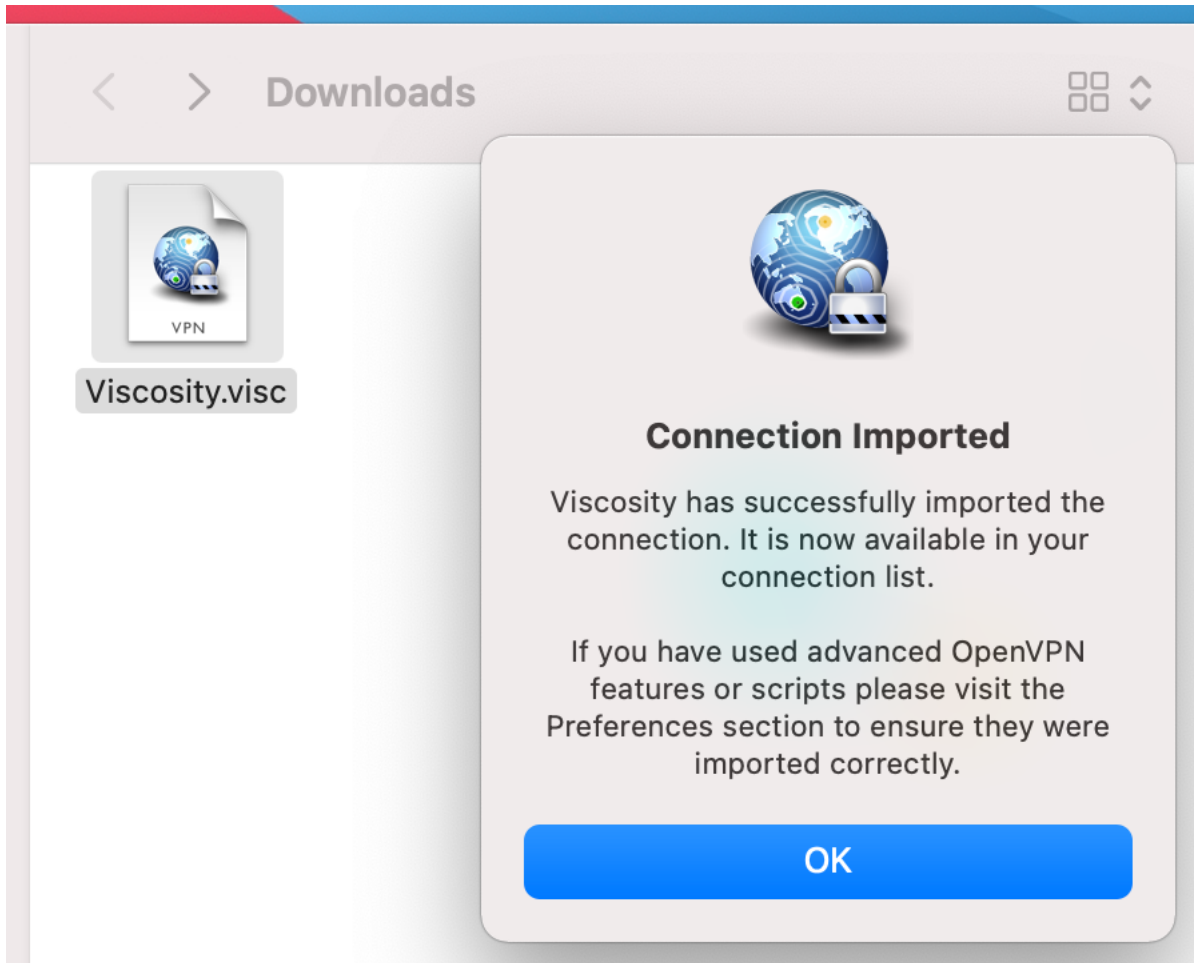 Downloads
VPN
Viscosity.visc
Connection Imported
Viscosity has successfully imported the
connection. It is now available in your
connection list.
If you have used advanced OpenVPN
features or scripts please visit the
Preferences section to ensure they were
imported correctly.
OK